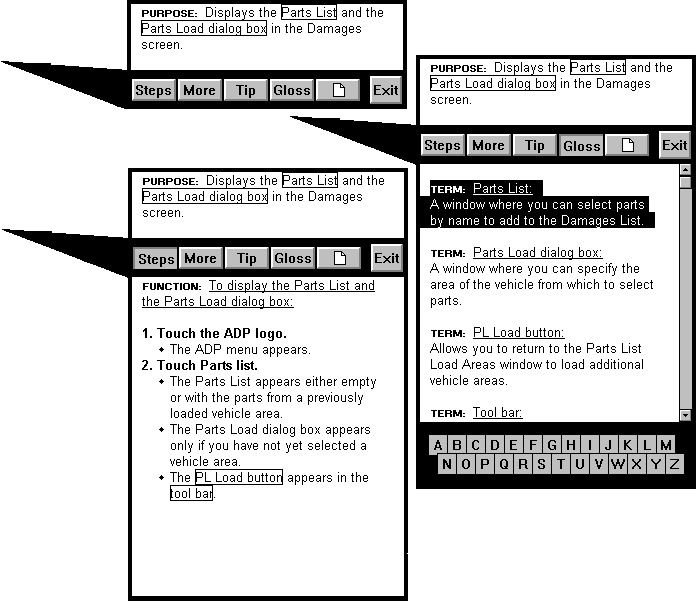 PURPOSE: Displays the Parts List and the
Parts Load dialog box in the Damages
screen.
Steps More Tip Gloss Exit
PURPOSE: Displays the Parts List and the
Parts Load dialog box in the Damages
screen.
Steps More Tip Gloss Exit
FUNCTION: To display the Parts List and
the Parts Load dialog box:
1. Touch the ADP logo.
The ADP menu appears.
2. Touch Parts list.
The Parts List appears either empty
or with the parts from a previously
loaded vehicle area.
The Parts Load dialog box appears
only if you have not yet selected a
vehicle area.
The PL Load button appears in the
tool bar.
PURPOSE: Displays the Parts List and the
Parts Load dialog box in the Damages
screen.
Steps More Tip Gloss Exit
TERM: Parts List:
A window where you can select parts
by name to add to the Damages List.
TERM: Parts Load dialog box:
A window where you can specify the
area of the vehicle from which to select
parts.
TERM: PL Load button:
Allows you to return to the Parts List
Load Areas window to load additional
vehicle areas.
TERM: Tool bar:
A B C D E F G H I J K L M
N O P Q R S T U V W X Y Z